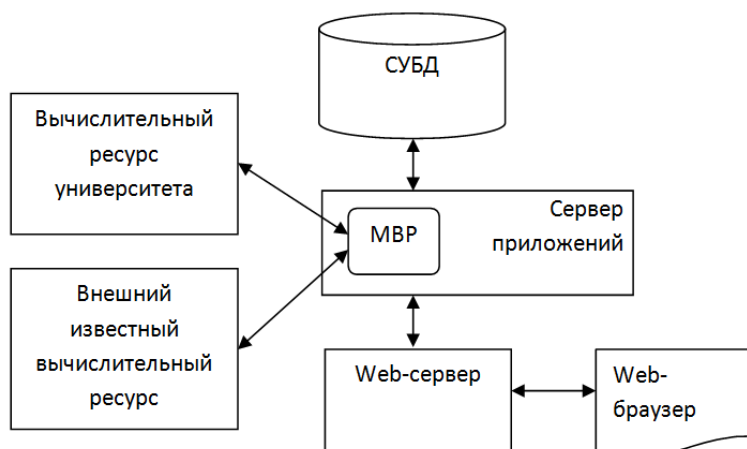 СУБД
Вычислительный
ресурс
университета
МВР
Сервер
приложений
Внешний
известный
вычислительный
ресурс
Web-сервер
Web-
браузер